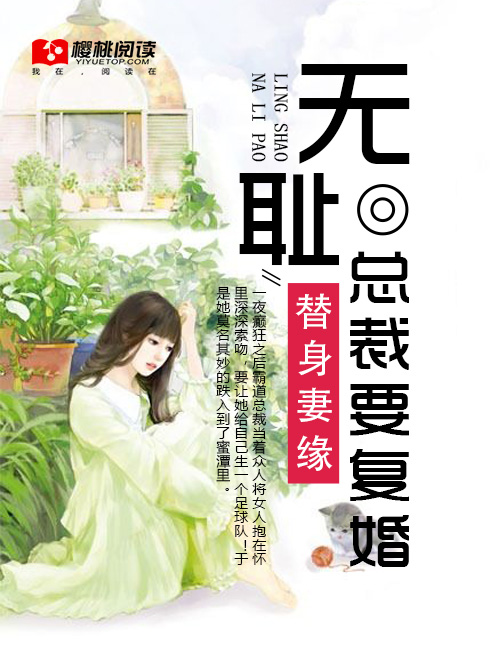 樱桃阅读
YIYUETOP.COM
我在，阅读在
LING SHAO
NA LI PAO
无
耻
◎总裁要复婚
替身妻缘
一夜癫狂之后霸道总裁当着众人将女人抱在怀
里深深索吻，要让她给自己生一个足球队！于
是她莫名其妙的跌入到了蜜潭里。